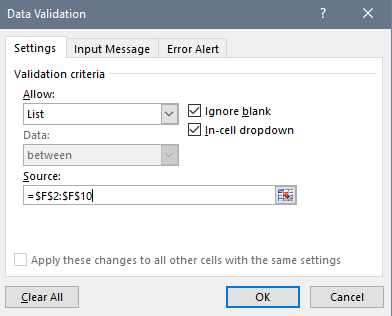 Data Validation ? ×
Settings Input Message Error Alert
Validation criteria
Allow:
List
Ignore blank
In-cell dropdown
Data:
between
Source:
=$F$2:$F$10
Apply these changes to all other cells with the same settings
Clear All OK Cancel